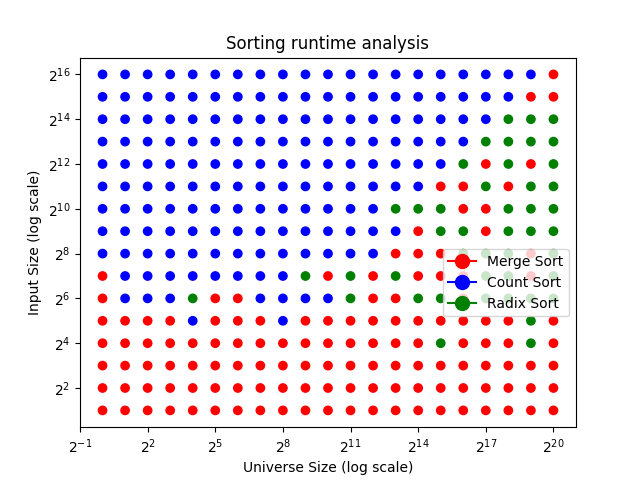 Sorting runtime analysis
2^16
2^14
2^12
2^10
2^8
2^6
2^4
2^2
Input Size (log scale)
Merge Sort
Count Sort
Radix Sort
2^−1
2^2
2^5
2^8
2^11
2^14
2^17
2^20
Universe Size (log scale)